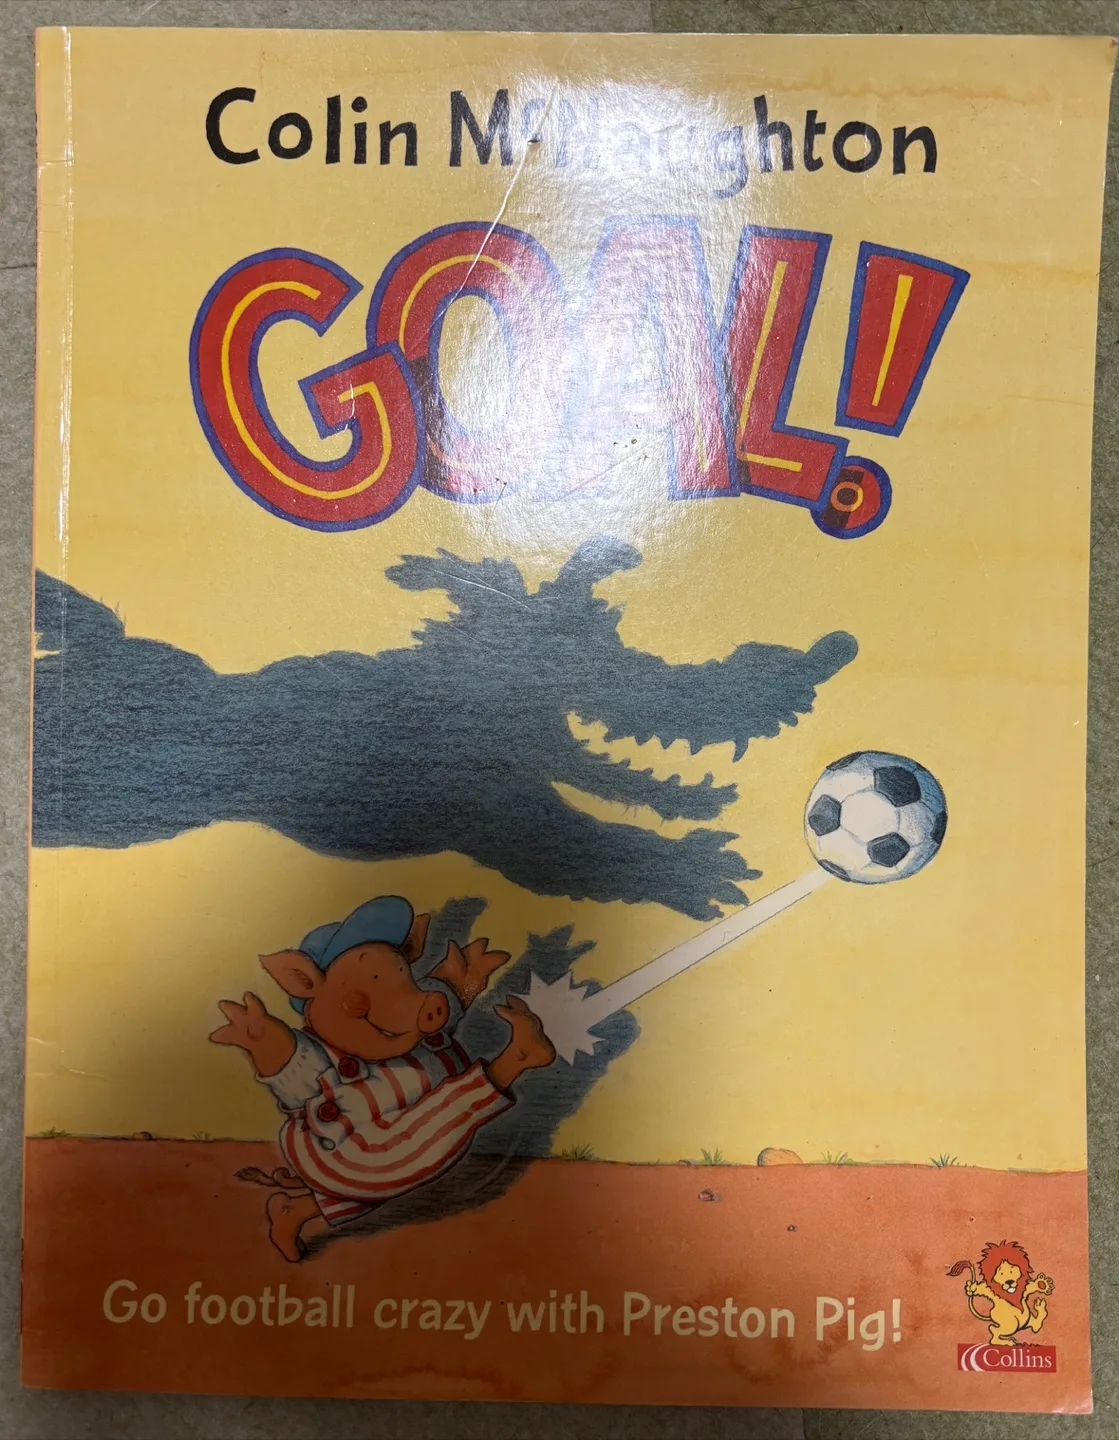 Colin McNaughton
GOAL!
Go football crazy with Preston Pig!
Collins